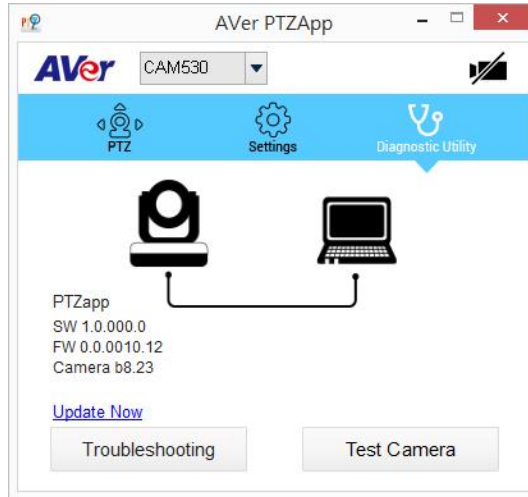 AVer PTZApp
AVer CAM530
PTZ Settings Diagnostic Utility
PTZapp
SW 1.0.000.0
FW 0.0.0010.12
Camera b8.23
Update Now
Troubleshooting Test Camera